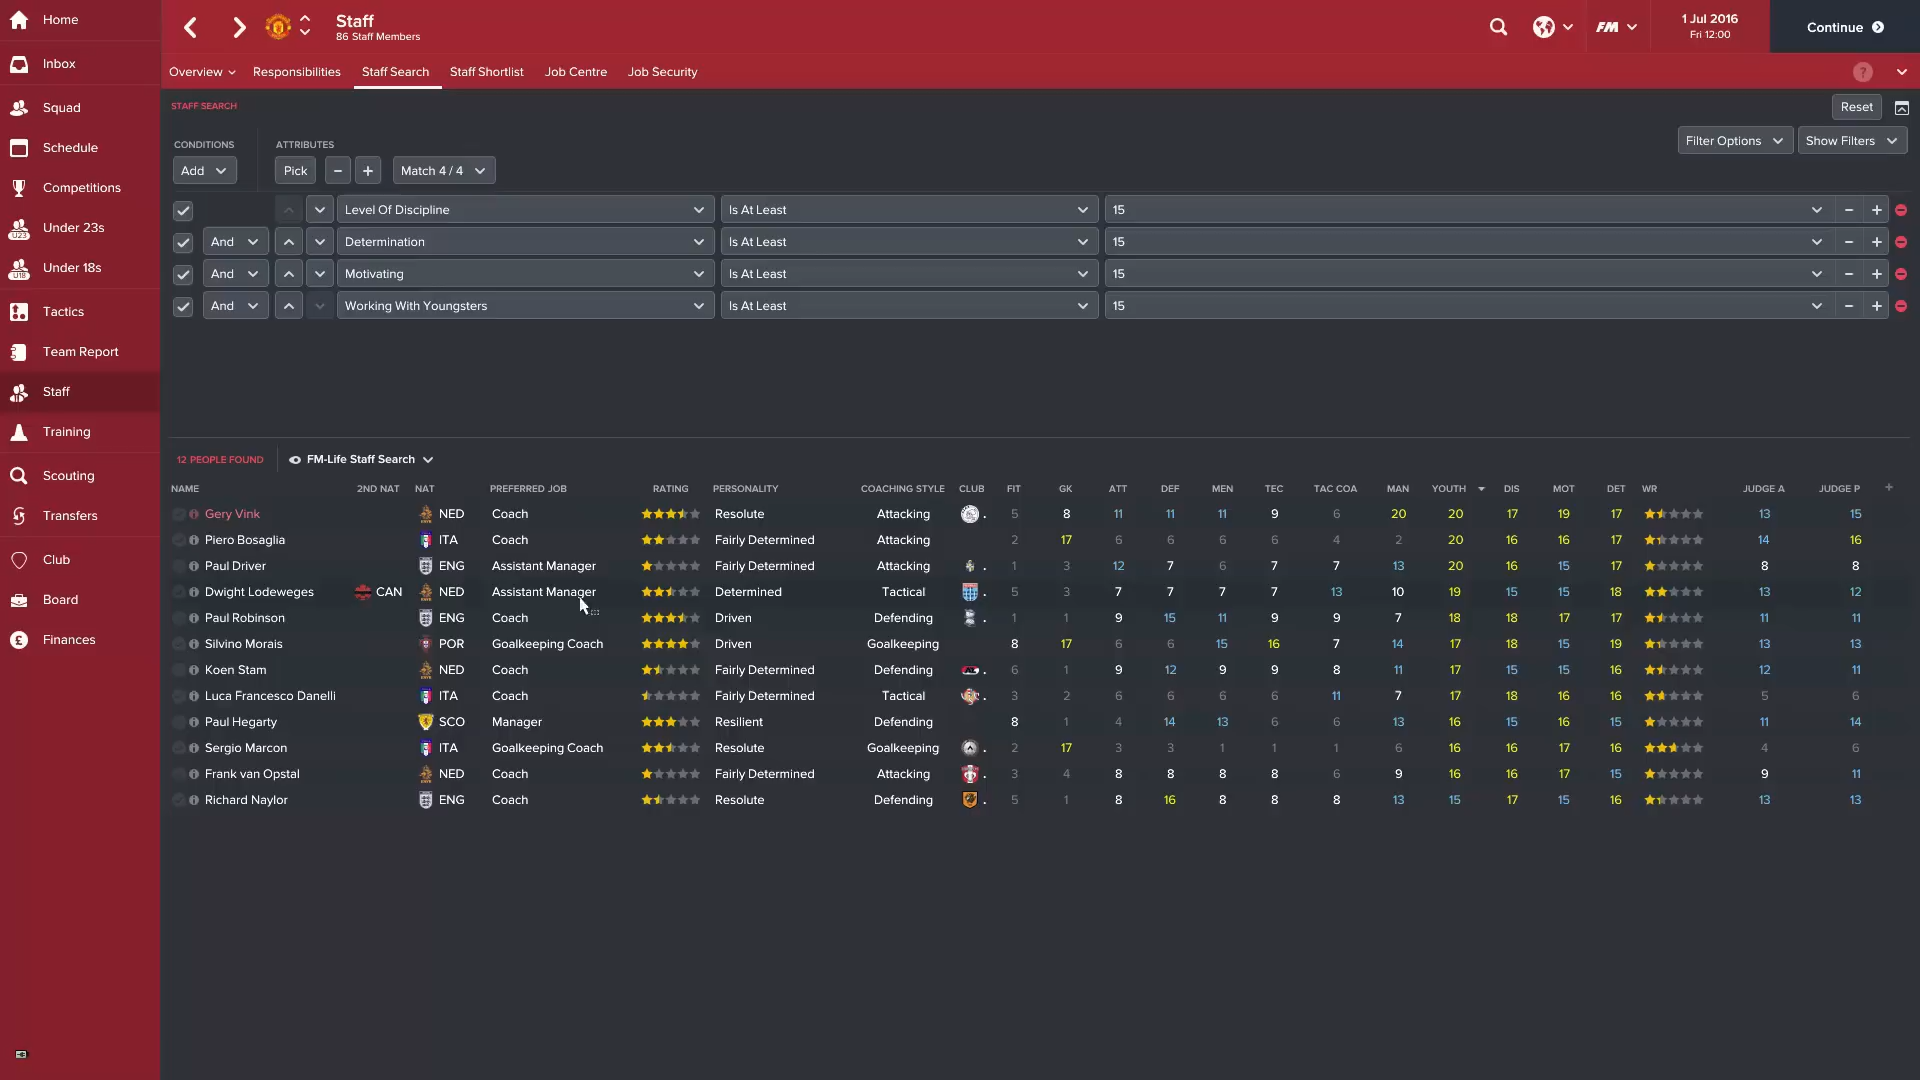 Home
Inbox
Squad
Schedule
Competitions
Under 23s
Under 18s
Tactics
Team Report
Staff
Training
Scouting
Transfers
Club
Board
Finances
Staff
86 Staff Members
FM
1 Jul 2016
Fri 12:00
Continue
Overview Responsibilities Staff Search Staff Shortlist Job Centre Job Security ?
STAFF SEARCH Reset
CONDITIONS ATTRIBUTES Filter Options Show Filters
Add Pick - + Match 4 / 4
Level Of Discipline Is At Least 15 - +
And Determination Is At Least 15 - +
And Motivating Is At Least 15 - +
And Working With Youngsters Is At Least 15 - +
12 PEOPLE FOUND FM-Life Staff Search
NAME 2ND NAT NAT PREFERRED JOB RATING PERSONALITY COACHING STYLE CLUB FIT GK ATT DEF MEN TEC TAC COA MAN YOUTH DIS MOT DET WR JUDGE A JUDGE P +
Gery Vink NED Coach Resolute Attacking . 5 8 11 11 11 9 6 20 20 17 19 17 13 15
Piero Bosaglia ITA Coach Fairly Determined Attacking 2 17 6 6 6 6 4 2 20 16 16 17 14 16
Paul Driver ENG Assistant Manager Fairly Determined Attacking . 1 3 12 7 6 7 7 13 20 16 15 17 8 8
Dwight Lodeweges CAN NED Assistant Manager Determined Tactical . 5 3 7 7 7 7 13 10 19 15 15 18 13 12
Paul Robinson ENG Coach Driven Defending . 1 1 9 15 11 9 9 7 18 18 17 17 11 11
Silvino Morais POR Goalkeeping Coach Driven Goalkeeping 8 17 6 6 15 16 7 14 17 18 15 19 13 13
Koen Stam NED Coach Fairly Determined Defending . 6 1 9 12 9 9 8 11 17 15 15 16 12 11
Luca Francesco Danelli ITA Coach Fairly Determined Tactical . 3 2 6 6 6 6 11 7 17 18 16 16 5 6
Paul Hegarty SCO Manager Resilient Defending 8 1 4 14 13 6 6 13 16 15 16 15 11 14
Sergio Marcon ITA Goalkeeping Coach Resolute Goalkeeping . 2 17 3 3 1 1 1 6 16 16 17 16 4 6
Frank van Opstal NED Coach Fairly Determined Attacking . 3 4 8 8 8 8 6 9 16 16 17 15 9 11
Richard Naylor ENG Coach Resolute Defending . 5 1 8 16 8 8 8 13 15 17 15 16 13 13